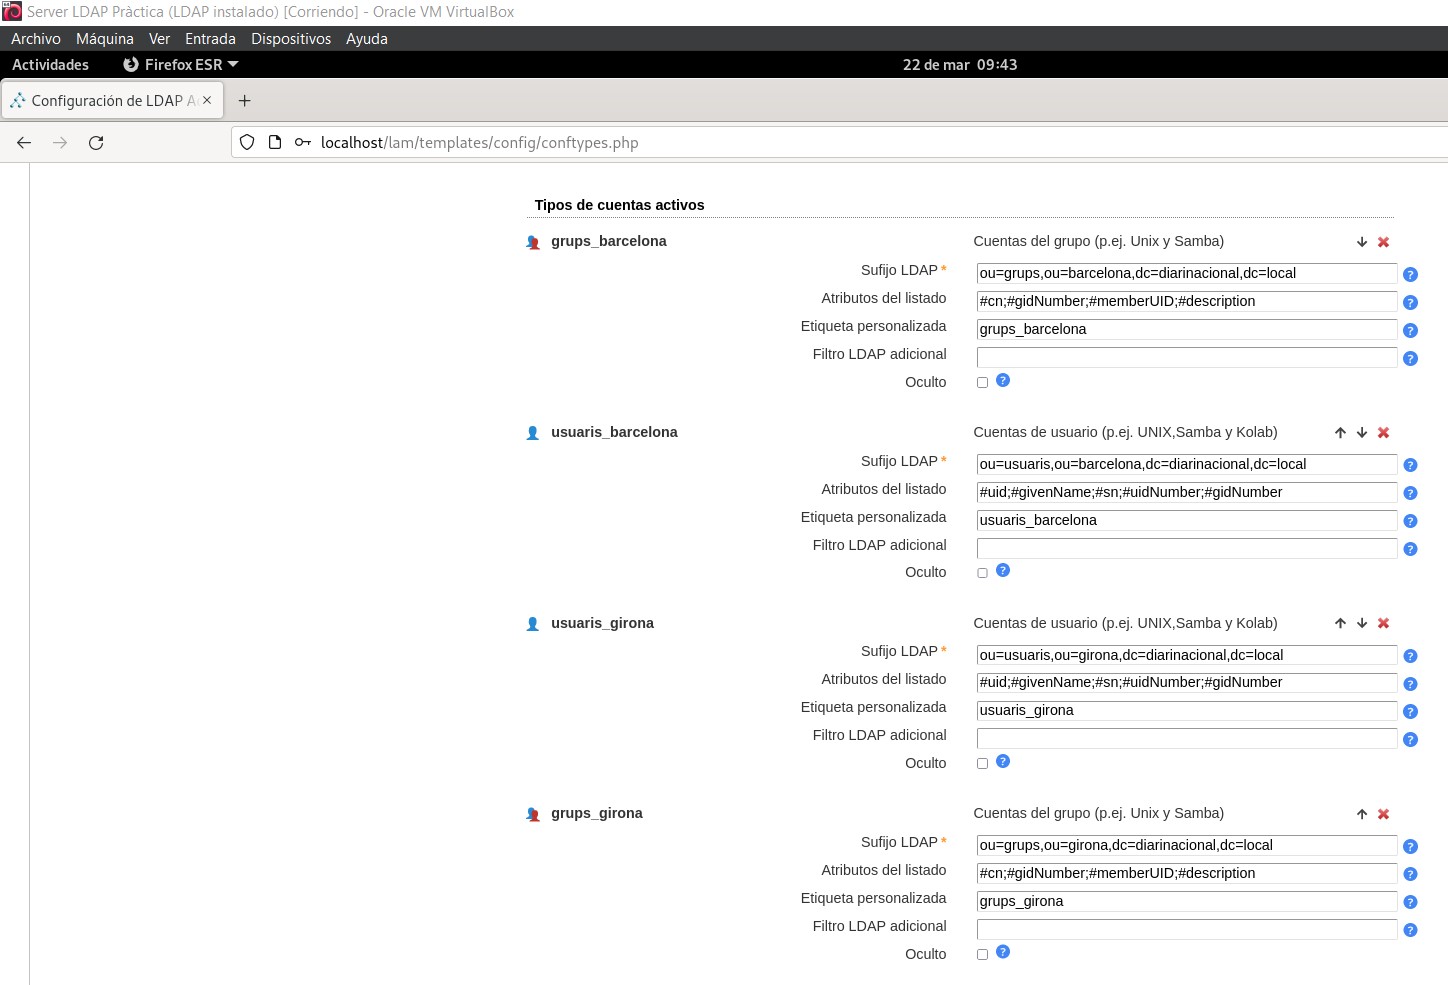 Server LDAP Pràctica (LDAP instalado) [Corriendo] - Oracle VM VirtualBox
Archivo Máquina Ver Entrada Dispositivos Ayuda
Actividades Firefox ESR 22 de mar 09:43
Configuración de LDAP A
localhost/lam/templates/config/conftypes.php
Tipos de cuentas activos
grups_barcelona Cuentas del grupo (p.ej. Unix y Samba)
Sufijo LDAP* ou=grups,ou=barcelona,dc=diarinacional,dc=local
Atributos del listado #cn;#gidNumber;#memberUID;#description
Etiqueta personalizada grups_barcelona
Filtro LDAP adicional
Oculto
usuaris_barcelona Cuentas de usuario (p.ej. UNIX,Samba y Kolab)
Sufijo LDAP* ou=usuaris,ou=barcelona,dc=diarinacional,dc=local
Atributos del listado #uid;#givenName;#sn;#uidNumber;#gidNumber
Etiqueta personalizada usuaris_barcelona
Filtro LDAP adicional
Oculto
usuaris_girona Cuentas de usuario (p.ej. UNIX,Samba y Kolab)
Sufijo LDAP* ou=usuaris,ou=girona,dc=diarinacional,dc=local
Atributos del listado #uid;#givenName;#sn;#uidNumber;#gidNumber
Etiqueta personalizada usuaris_girona
Filtro LDAP adicional
Oculto
grups_girona Cuentas del grupo (p.ej. Unix y Samba)
Sufijo LDAP* ou=grups,ou=girona,dc=diarinacional,dc=local
Atributos del listado #cn;#gidNumber;#memberUID;#description
Etiqueta personalizada grups_girona
Filtro LDAP adicional
Oculto